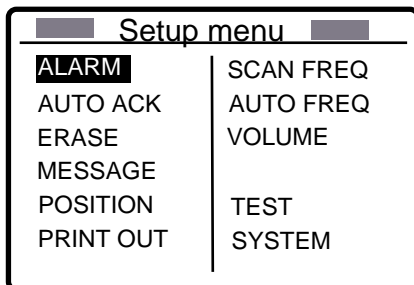 Setup menu
ALARM
AUTO ACK
ERASE
MESSAGE
POSITION
PRINT OUT
SCAN FREQ
AUTO FREQ
VOLUME
TEST
SYSTEM